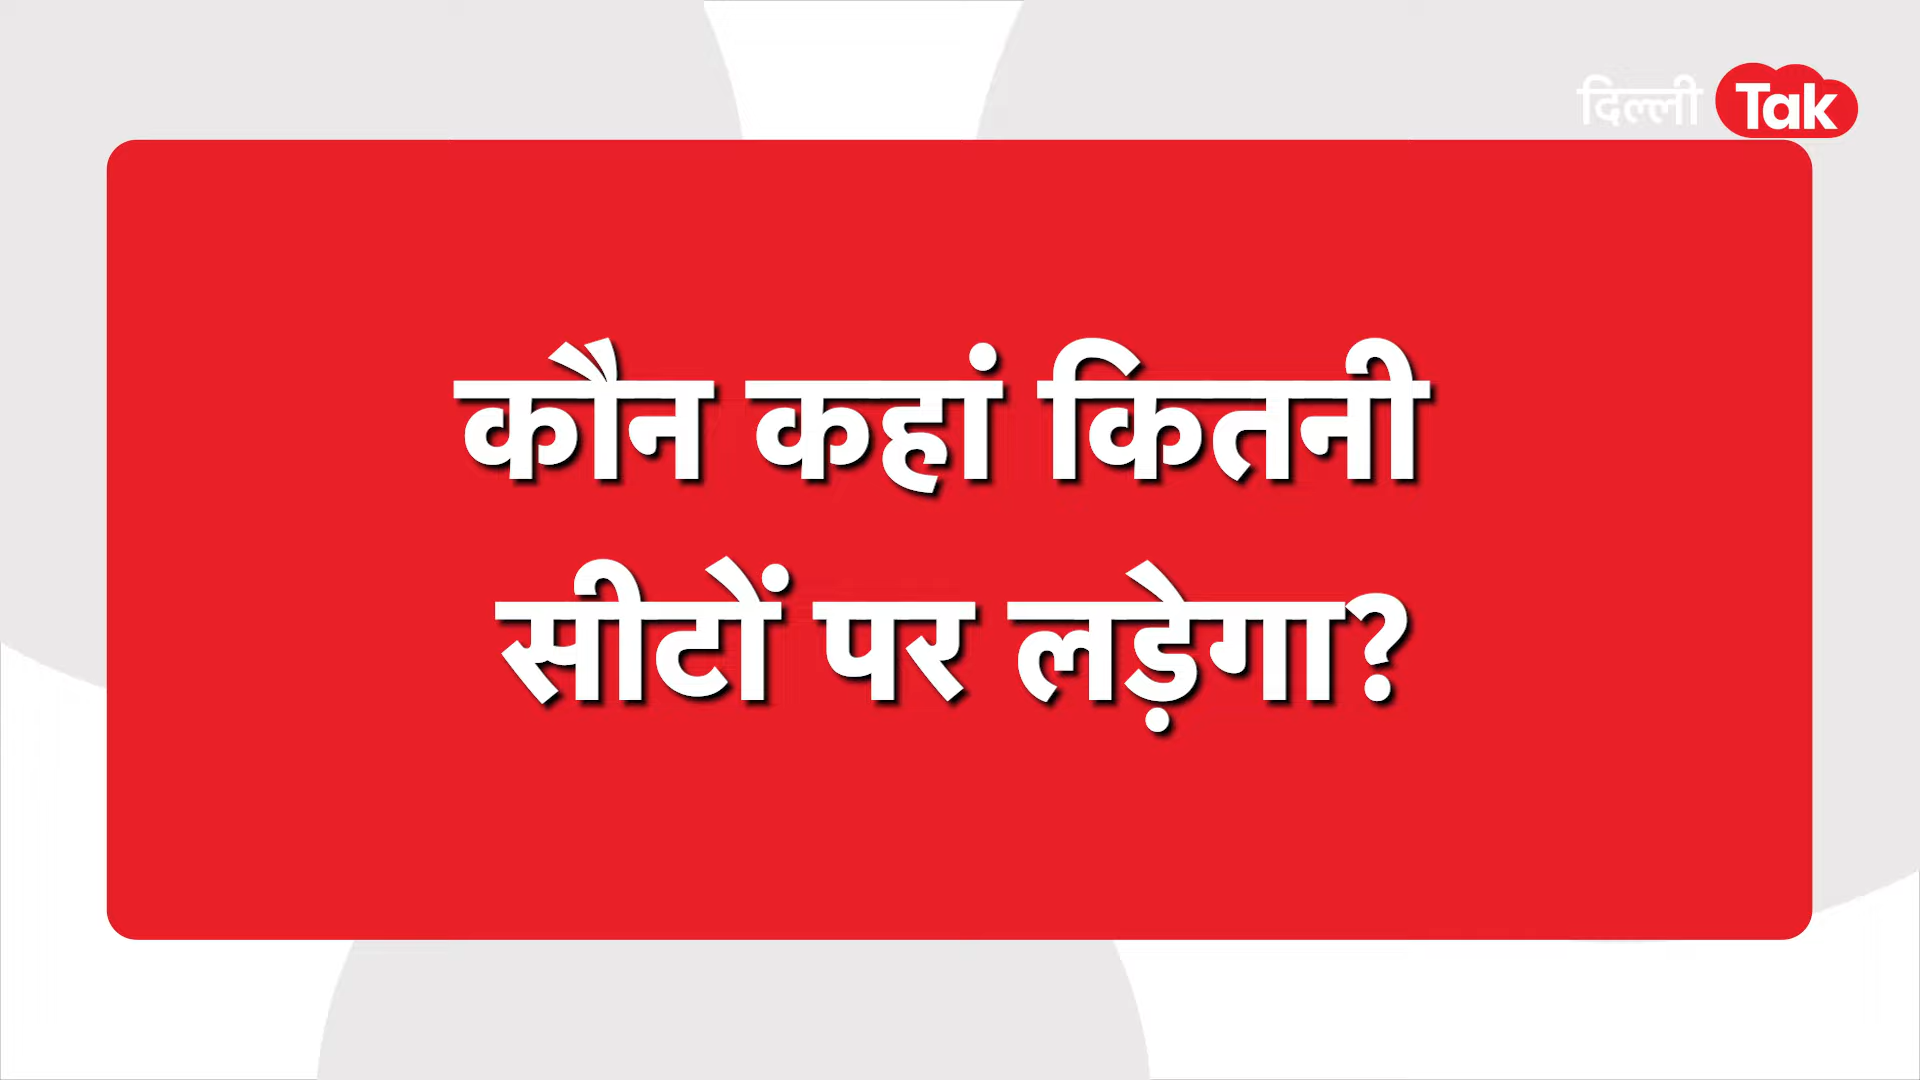 दिल्ली Tak
कौन कहां कितनी
सीटों पर लड़ेगा?